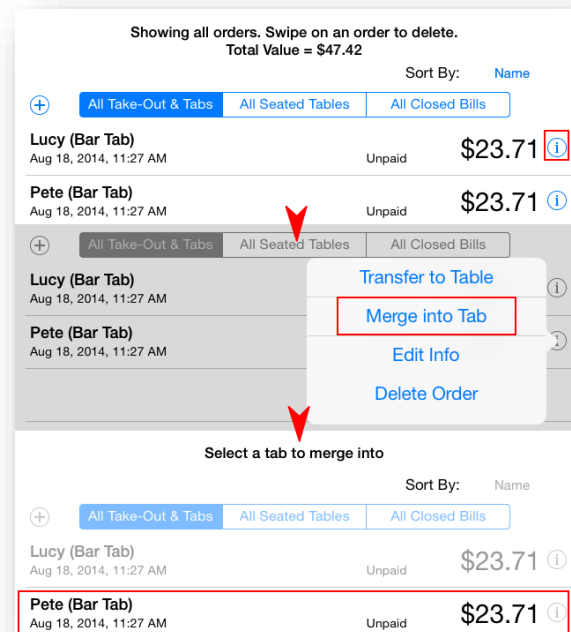 Showing all orders. Swipe on an order to delete.
Total Value = $47.42
Sort By: Name
All Take-Out & Tabs All Seated Tables All Closed Bills
Lucy (Bar Tab)
Aug 18, 2014, 11:27 AM Unpaid $23.71
Pete (Bar Tab)
Aug 18, 2014, 11:27 AM Unpaid $23.71
All Take-Out & Tabs All Seated Tables All Closed Bills
Lucy (Bar Tab)
Aug 18, 2014, 11:27 AM
Pete (Bar Tab)
Aug 18, 2014, 11:27 AM
Transfer to Table
Merge into Tab
Edit Info
Delete Order
Select a tab to merge into
Sort By: Name
All Take-Out & Tabs All Seated Tables All Closed Bills
Lucy (Bar Tab)
Aug 18, 2014, 11:27 AM Unpaid $23.71
Pete (Bar Tab)
Aug 18, 2014, 11:27 AM Unpaid $23.71